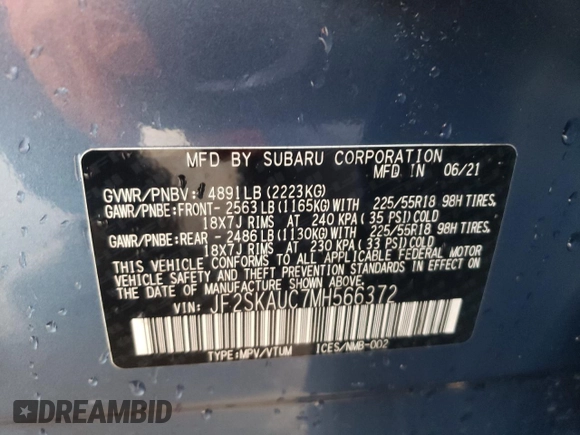 MFD BY SUBARU CORPORATION
MFD IN 06/21
GVWR/PNBV: 4891LB (2223KG)
GAWR/PNBE:FRONT- 2563LB(1165KG)WITH 225/55R18 98H TIRES,
18X7J RIMS AT 240 KPA (35 PSI)COLD
GAWR/PNBE:REAR - 2486LB(1130KG)WITH 225/55R18 98H TIRES,
18X7J RIMS AT 230 KPA (33 PSI)COLD
THIS VEHICLE CONFORMS TO ALL APPLICABLE FEDERAL MOTOR
VEHICLE SAFETY AND THEFT PREVENTION STANDARDS IN EFFECT ON THE
DATE OF MANUFACTURE SHOWN ABOVE.
VIN: JF2SKAUC7MH566372
TYPE:MPV/VTUM ICES/NMB-002
DREAMBID